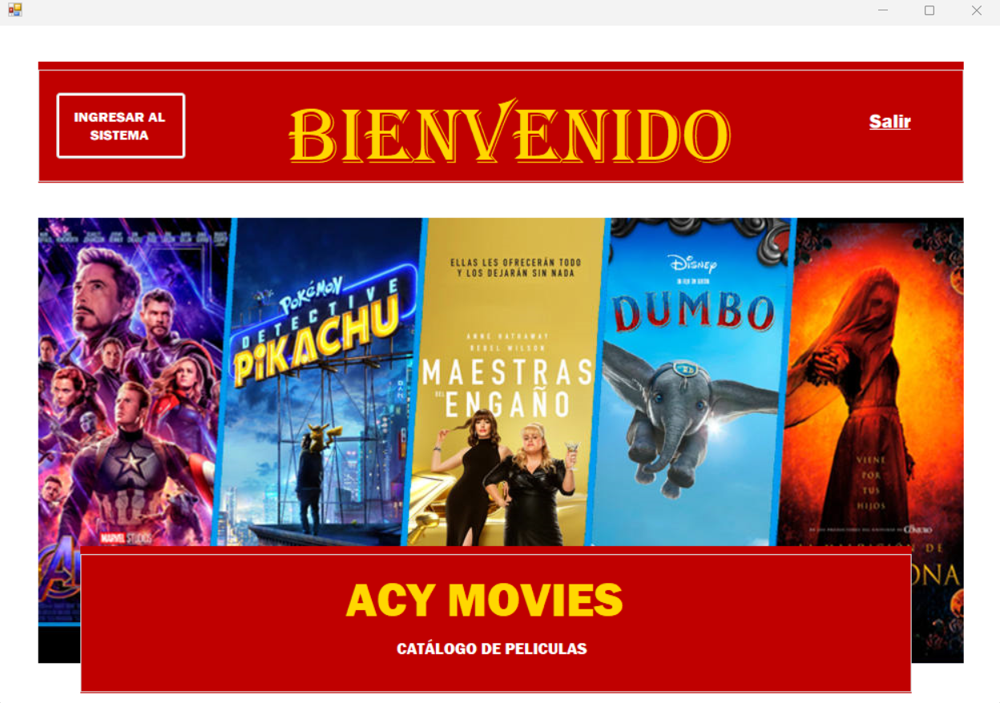 INGRESAR AL
SISTEMA
BIENVENIDO
Salir
POKÉMON
DETECTIVE
PIKACHU
ELLAS LES OFRECERÁN TODO
Y LOS DEJARÁN SIN NADA
ANNE HATHAWAY
REBEL WILSON
MAESTRAS
DEL
ENGAÑO
DISNEY
DUMBO
VIENE
POR
TUS
HIJOS
MARVEL STUDIOS
A
DE
ONA
ACY MOVIES
CATÁLOGO DE PELICULAS